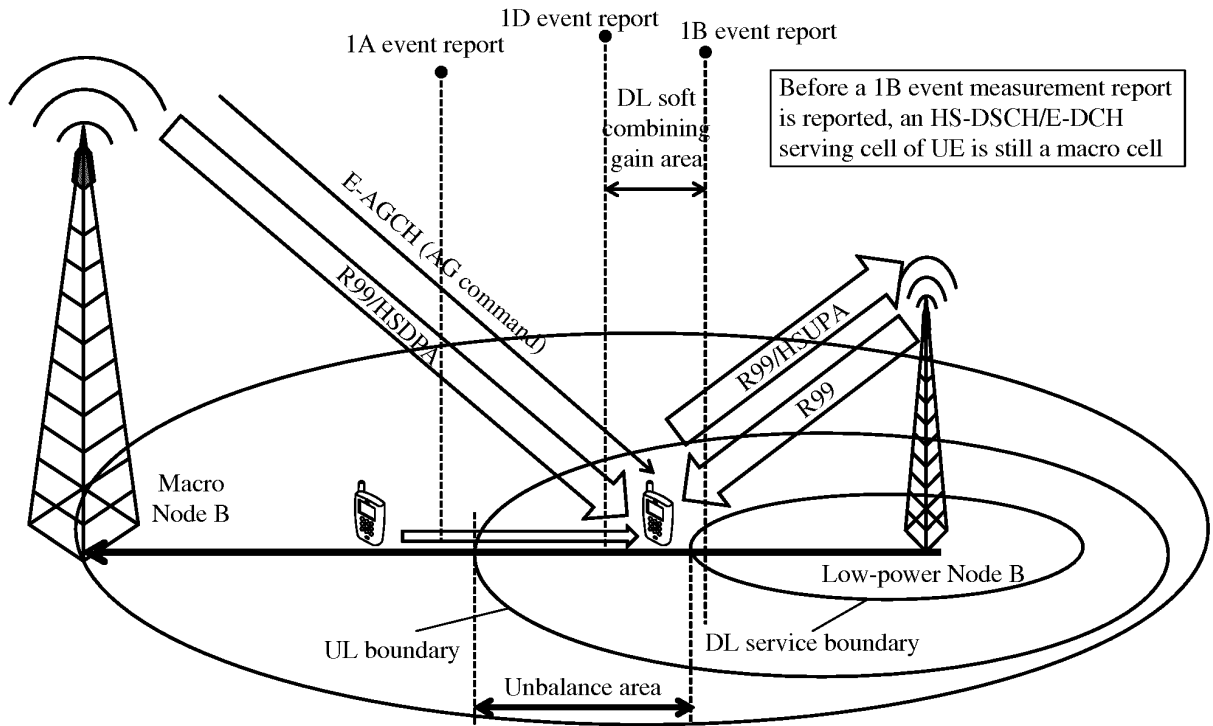 1D event report
1A event report
1B event report
DL soft
combining
gain area
Before a 1B event measurement report
is reported, an HS-DSCH/E-DCH
serving cell of UE is still a macro cell
E-AGCH (AG command)
R99/HSDPA
R99/HSUPA
R99
Macro
Node B
Low-power Node B
UL boundary
DL service boundary
Unbalance area